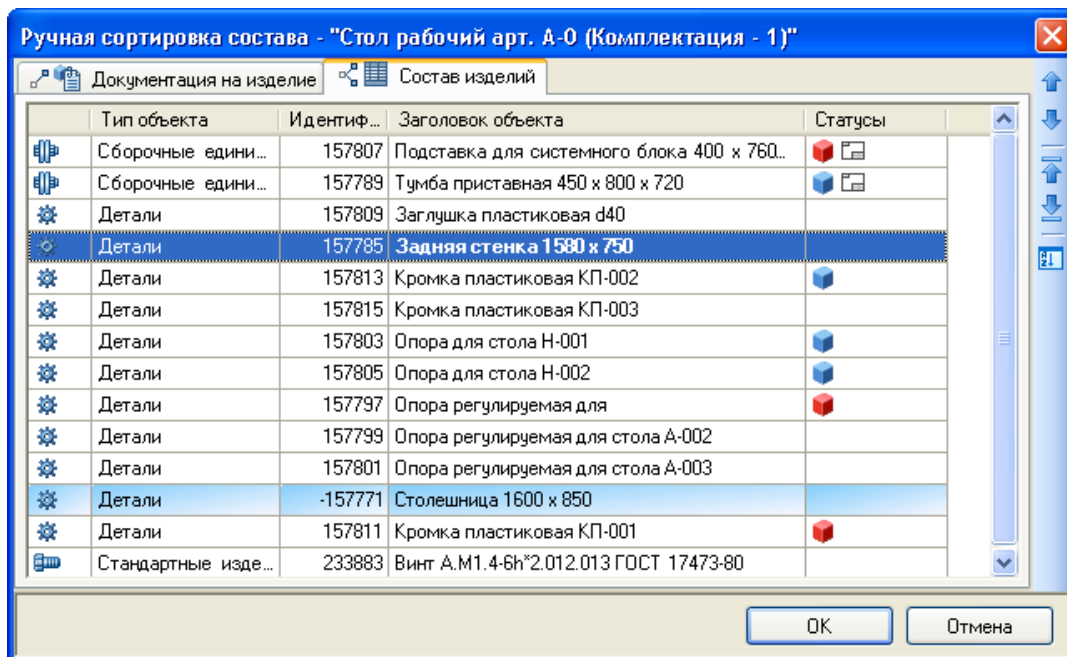 Ручная сортировка состава - "Стол рабочий арт. А-0 (Комплектация - 1)"
Документация на изделие Состав изделий
Тип объекта Идентиф... Заголовок объекта Статусы
Сборочные едини... 157807 Подставка для системного блока 400 x 760...
Сборочные едини... 157789 Тумба приставная 450 x 800 x 720
Детали 157809 Заглушка пластиковая d40
Детали 157785 Задняя стенка 1580 x 750
Детали 157813 Кромка пластиковая КП-002
Детали 157815 Кромка пластиковая КП-003
Детали 157803 Опора для стола Н-001
Детали 157805 Опора для стола Н-002
Детали 157797 Опора регулируемая для
Детали 157799 Опора регулируемая для стола А-002
Детали 157801 Опора регулируемая для стола А-003
Детали -157771 Столешница 1600 x 850
Детали 157811 Кромка пластиковая КП-001
Стандартные изде... 233883 Винт А.М1.4-6h*2.012.013 ГОСТ 17473-80
OK Отмена